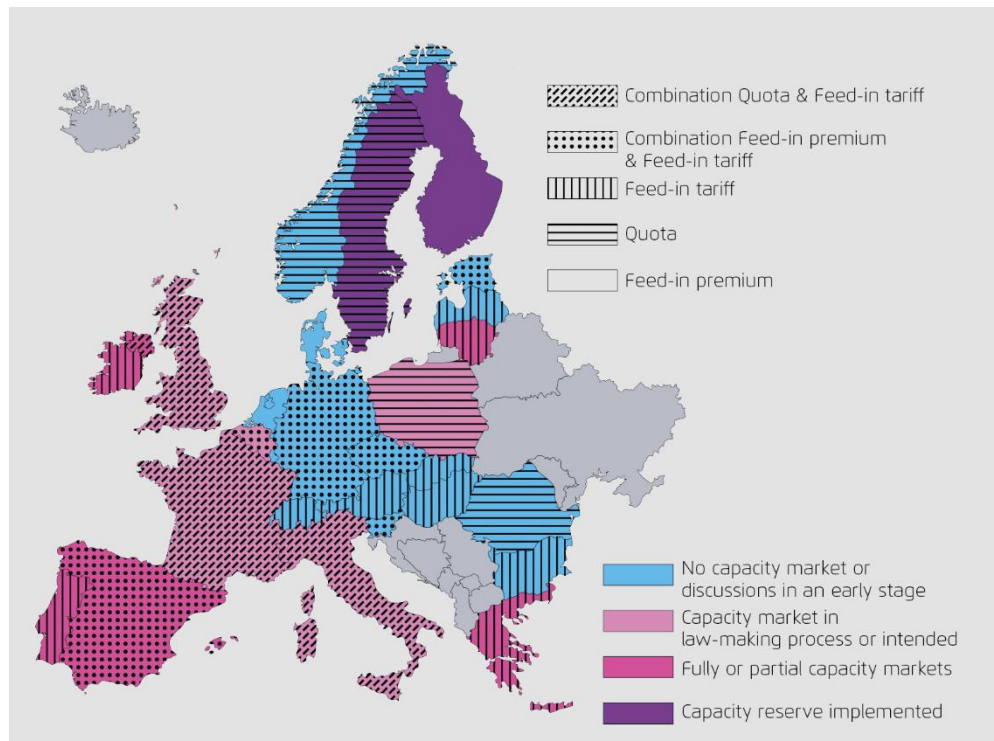 Combination Quota & Feed-in tariff
Combination Feed-in premium
& Feed-in tariff
Feed-in tariff
Quota
Feed-in premium
No capacity market or
discussions in an early stage
Capacity market in
law-making process or intended
Fully or partial capacity markets
Capacity reserve implemented